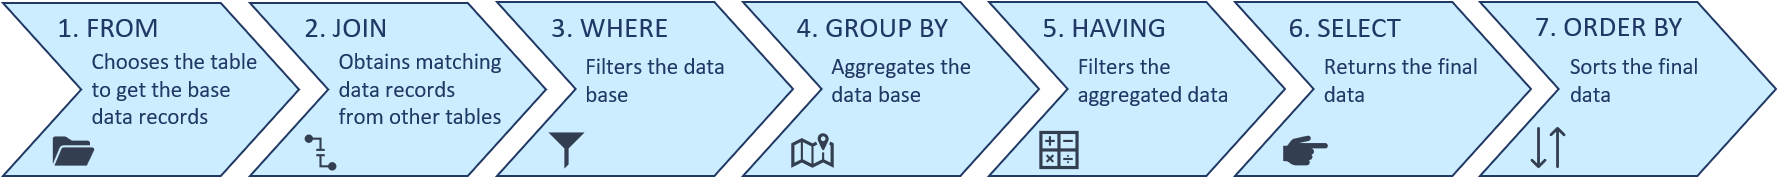 1. FROM
Chooses the table
to get the base
data records
2. JOIN
Obtains matching
data records
from other tables
3. WHERE
Filters the data
base
4. GROUP BY
Aggregates the
data base
5. HAVING
Filters the
aggregated data
6. SELECT
Returns the final
data
7. ORDER BY
Sorts the final
data